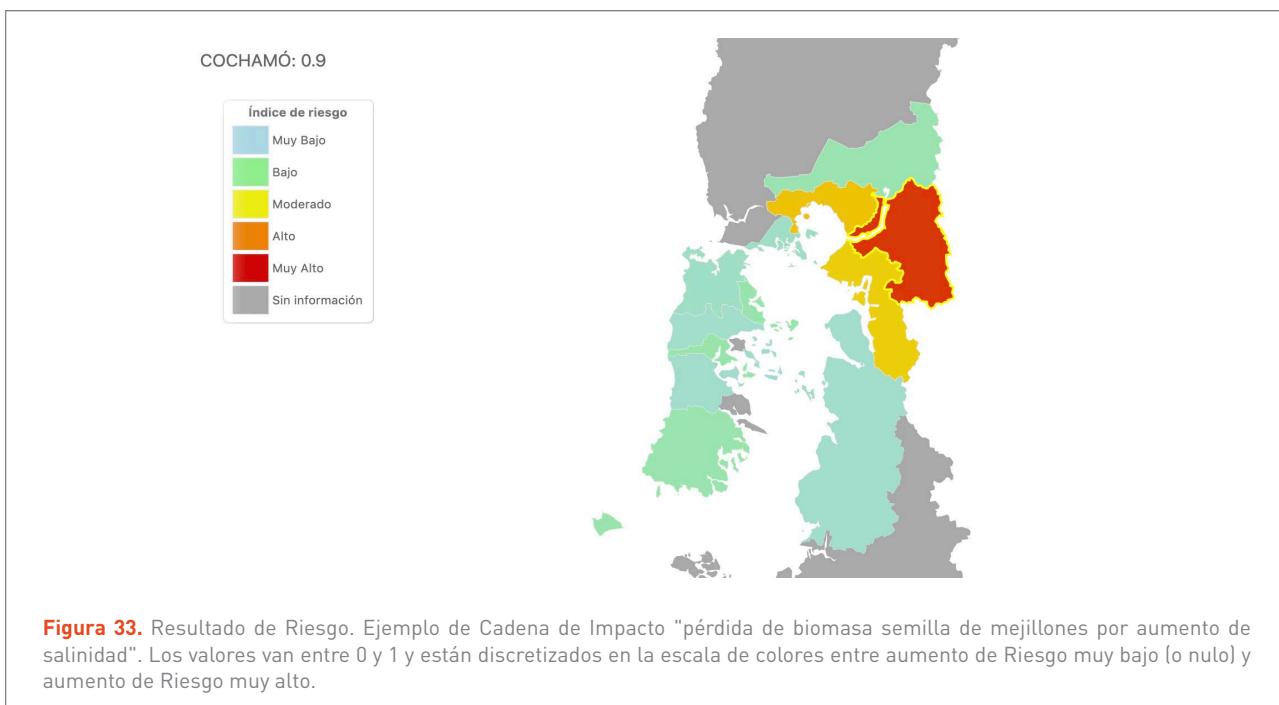 COCHAMÓ: 0.9
Índice de riesgo
Muy Bajo
Bajo
Moderado
Alto
Muy Alto
Sin información
Figura 33. Resultado de Riesgo. Ejemplo de Cadena de Impacto "pérdida de biomasa semilla de mejillones por aumento de
salinidad". Los valores van entre 0 y 1 y están discretizados en la escala de colores entre aumento de Riesgo muy bajo (o nulo) y
aumento de Riesgo muy alto.